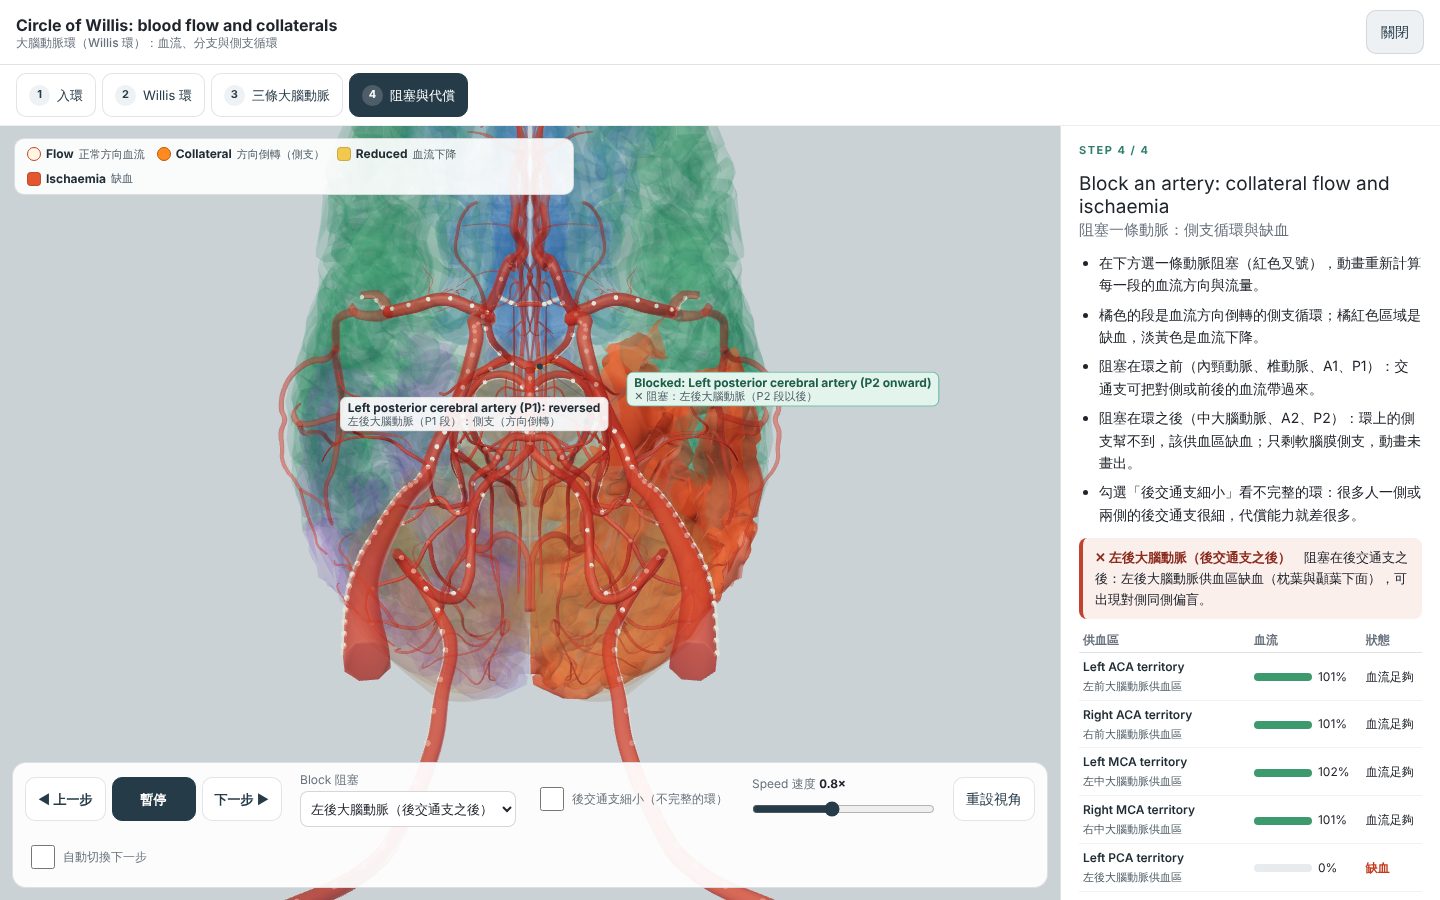 Circle of Willis: blood flow and collaterals
大腦動脈環（Willis 環）：血流、分支與側支循環
關閉
1 入環
2 Willis 環
3 三條大腦動脈
4 阻塞與代償
Flow 正常方向血流 Collateral 方向倒轉（側支） Reduced 血流下降
Ischaemia 缺血
Blocked: Left posterior cerebral artery (P2 onward)
✕ 阻塞：左後大腦動脈（P2 段以後）
Left posterior cerebral artery (P1): reversed
左後大腦動脈（P1 段）：側支（方向倒轉）
◀ 上一步
暫停
下一步 ▶
Block 阻塞
左後大腦動脈（後交通支之後）
後交通支細小（不完整的環）
Speed 速度 0.8×
重設視角
自動切換下一步
STEP 4 / 4
Block an artery: collateral flow and
ischaemia
阻塞一條動脈：側支循環與缺血
• 在下方選一條動脈阻塞（紅色叉號），動畫重新計算
每一段的血流方向與流量。
• 橘色的段是血流方向倒轉的側支循環；橘紅色區域是
缺血，淡黃色是血流下降。
• 阻塞在環之前（內頸動脈、椎動脈、A1、P1）：交
通支可把對側或前後的血流帶過來。
• 阻塞在環之後（中大腦動脈、A2、P2）：環上的側
支幫不到，該供血區缺血；只剩軟腦膜側支，動畫未
畫出。
• 勾選「後交通支細小」看不完整的環：很多人一側或
兩側的後交通支很細，代償能力就差很多。
✕ 左後大腦動脈（後交通支之後） 阻塞在後交通支之
後：左後大腦動脈供血區缺血（枕葉與顳葉下面），可
出現對側同側偏盲。
供血區 血流 狀態
Left ACA territory
左前大腦動脈供血區
101% 血流足夠
Right ACA territory
右前大腦動脈供血區
101% 血流足夠
Left MCA territory
左中大腦動脈供血區
102% 血流足夠
Right MCA territory
右中大腦動脈供血區
101% 血流足夠
Left PCA territory
左後大腦動脈供血區
0% 缺血